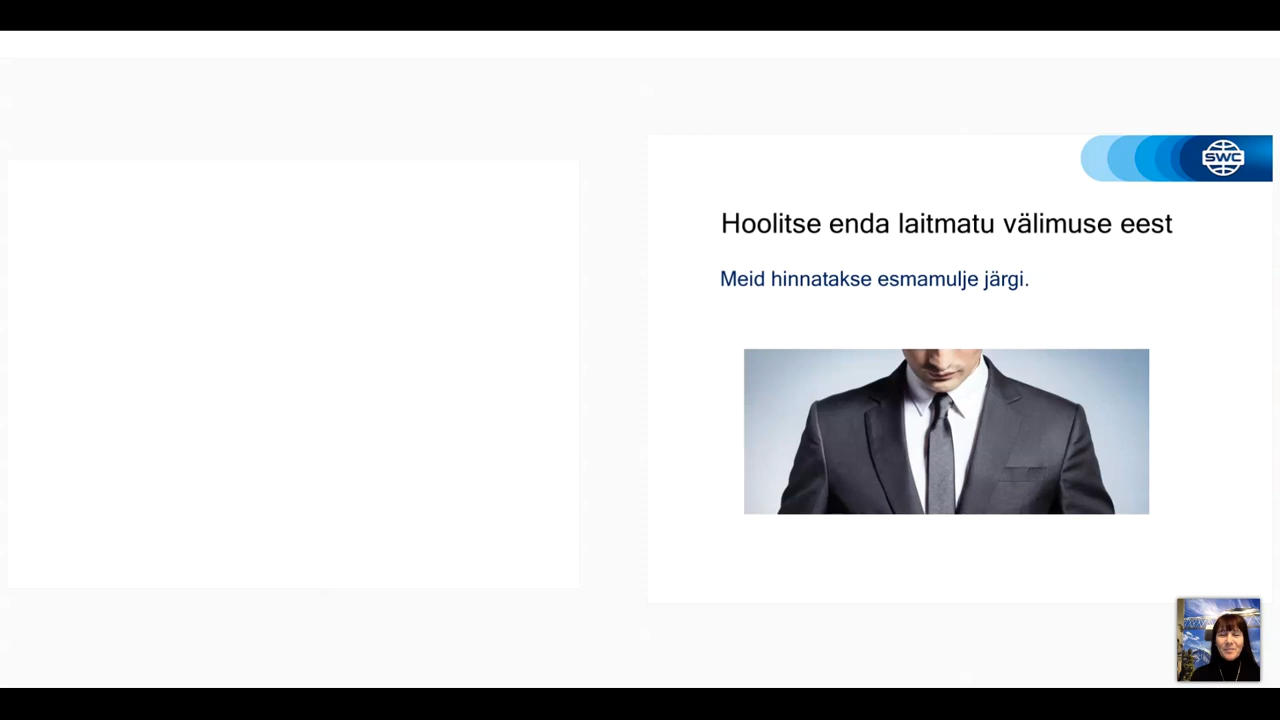 SWC
Hoolitse enda laitmatu välimuse eest
Meid hinnatakse esmamulje järgi.